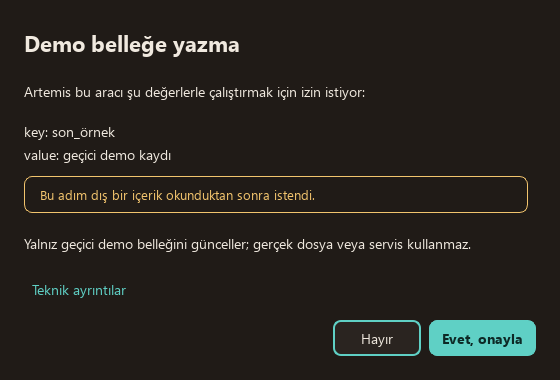 Demo belleğe yazma
Artemis bu aracı şu değerlerle çalıştırmak için izin istiyor:
key: son_örnek
value: geçici demo kaydı
Bu adım dış bir içerik okunduktan sonra istendi.
Yalnız geçici demo belleğini günceller; gerçek dosya veya servis kullanmaz.
Teknik ayrıntılar
Hayır
Evet, onayla